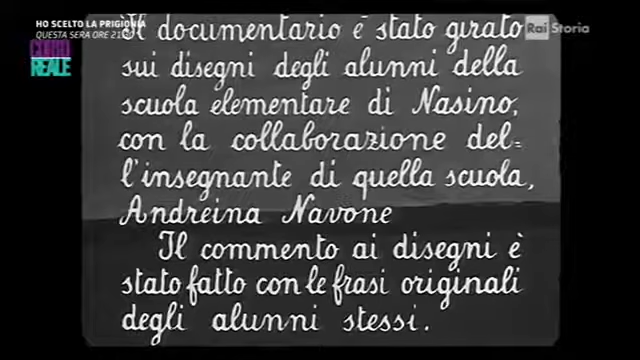 HO SCELTO LA PRIGIONIA
QUESTA SERA ORE 21:
Rai Storia
CORTO
REALE
Il documentario è stato girato
sui disegni degli alunni della
scuola elementare di Nasino,
con la collaborazione del=
l'insegnante di quella scuola,
Andreina Navone
Il commento ai disegni è
stato fatto con le frasi originali
degli alunni stessi.